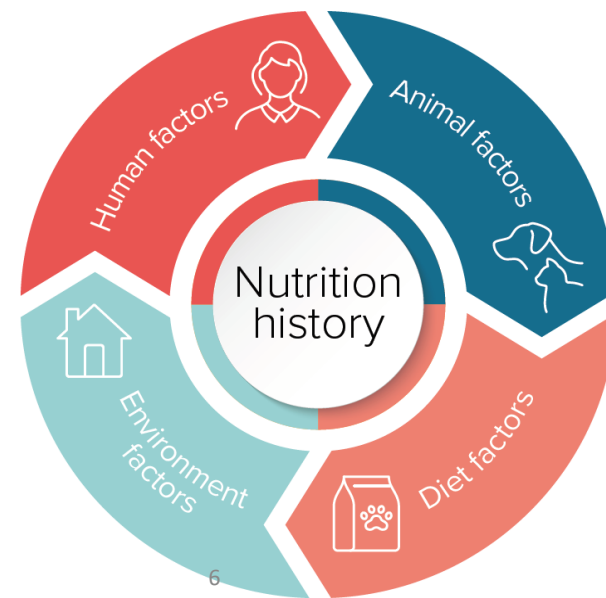 Human factors
Animal factors
Nutrition
history
Environment
factors
Diet factors
6